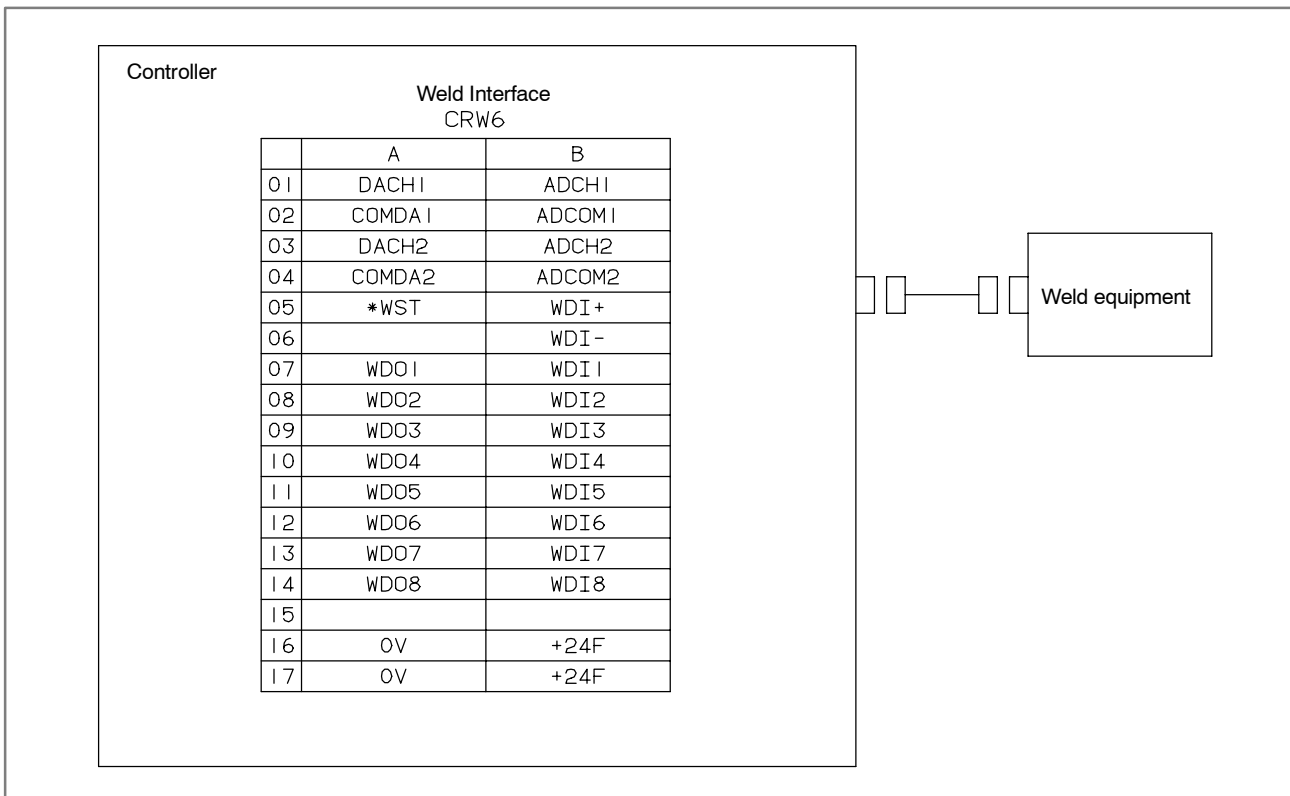 Controller
Weld Interface
CRW6
A B
01 DACH1 ADCH1
02 COMDA1 ADCOM1
03 DACH2 ADCH2
04 COMDA2 ADCOM2
05 *WST WDI+
06 WDI-
07 WDO1 WDI1
08 WDO2 WDI2
09 WDO3 WDI3
10 WDO4 WDI4
11 WDO5 WDI5
12 WDO6 WDI6
13 WDO7 WDI7
14 WDO8 WDI8
15
16 0V +24F
17 0V +24F
Weld equipment